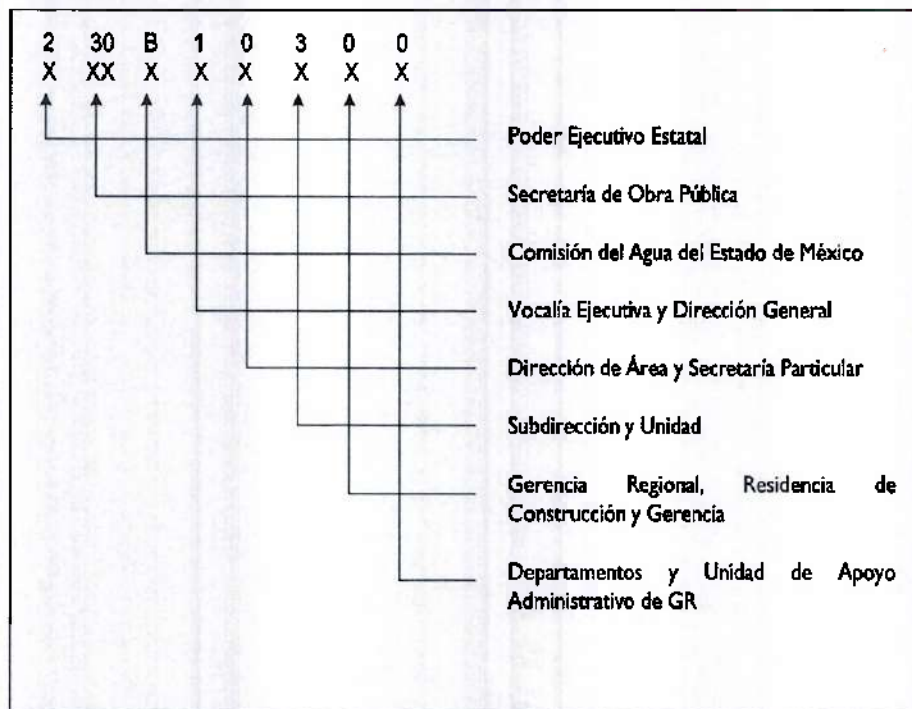 2 30 B 1 0 3 0 0
X XX X X X X X X
Poder Ejecutivo Estatal
Secretaría de Obra Pública
Comisión del Agua del Estado de México
Vocalía Ejecutiva y Dirección General
Dirección de Área y Secretaría Particular
Subdirección y Unidad
Gerencia Regional, Residencia de
Construcción y Gerencia
Departamentos y Unidad de Apoyo
Administrativo de GR